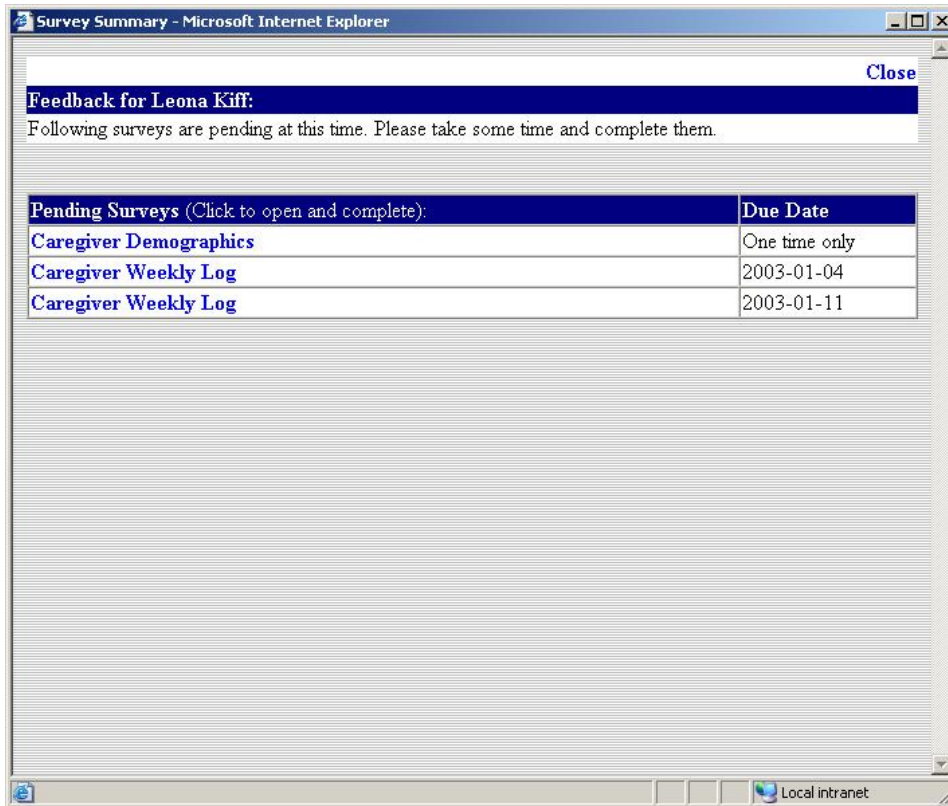 Survey Summary - Microsoft Internet Explorer
Close
Feedback for Leona Kiff:
Following surveys are pending at this time. Please take some time and complete them.
Pending Surveys (Click to open and complete): Due Date
Caregiver Demographics One time only
Caregiver Weekly Log 2003-01-04
Caregiver Weekly Log 2003-01-11
Local intranet